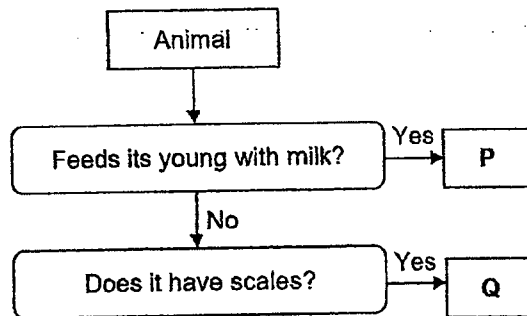 Animal
Feeds its young with milk?
Yes
P
No
Does it have scales?
Yes
Q